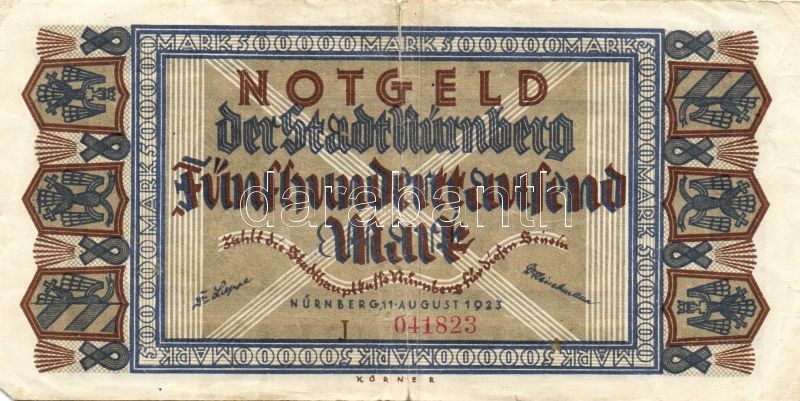 MARK 500000 MARK 500000 MARK
NOTGELD
der Stadt Nürnberg
Fünfhunderttausend
Mark
Zahlt die Stadthauptkasse Nürnberg für diesen Schein
NÜRNBERG, 11. AUGUST 1923
J 041823
KÖRNER
darabanth